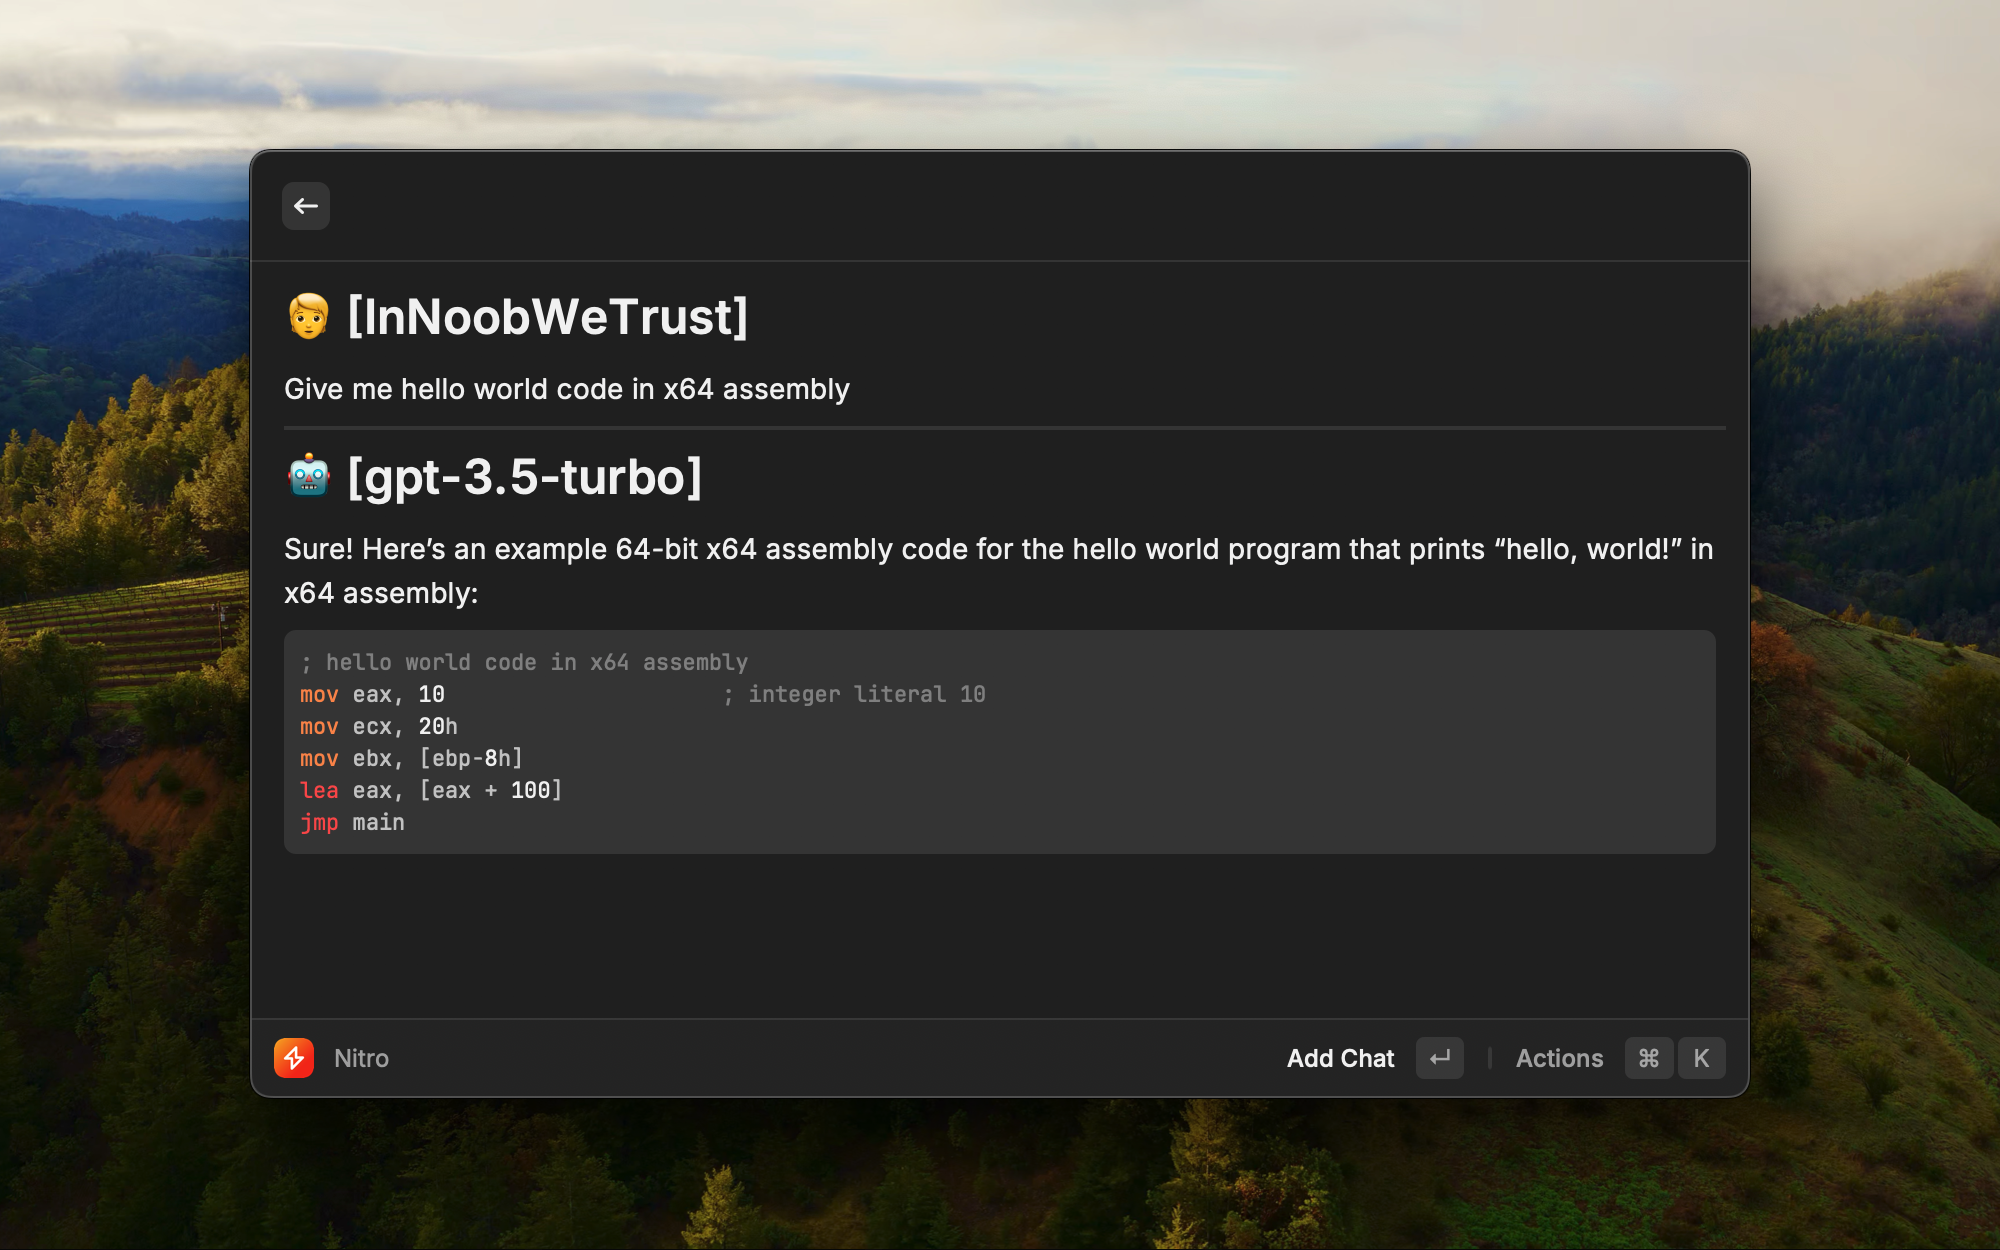 [InNoobWeTrust]
Give me hello world code in x64 assembly
[gpt-3.5-turbo]
Sure! Here’s an example 64-bit x64 assembly code for the hello world program that prints “hello, world!” in
x64 assembly:
; hello world code in x64 assembly
mov eax, 10                     ; integer literal 10
mov ecx, 20h
mov ebx, [ebp-8h]
lea eax, [eax + 100]
jmp main
Nitro Add Chat Actions ⌘ K